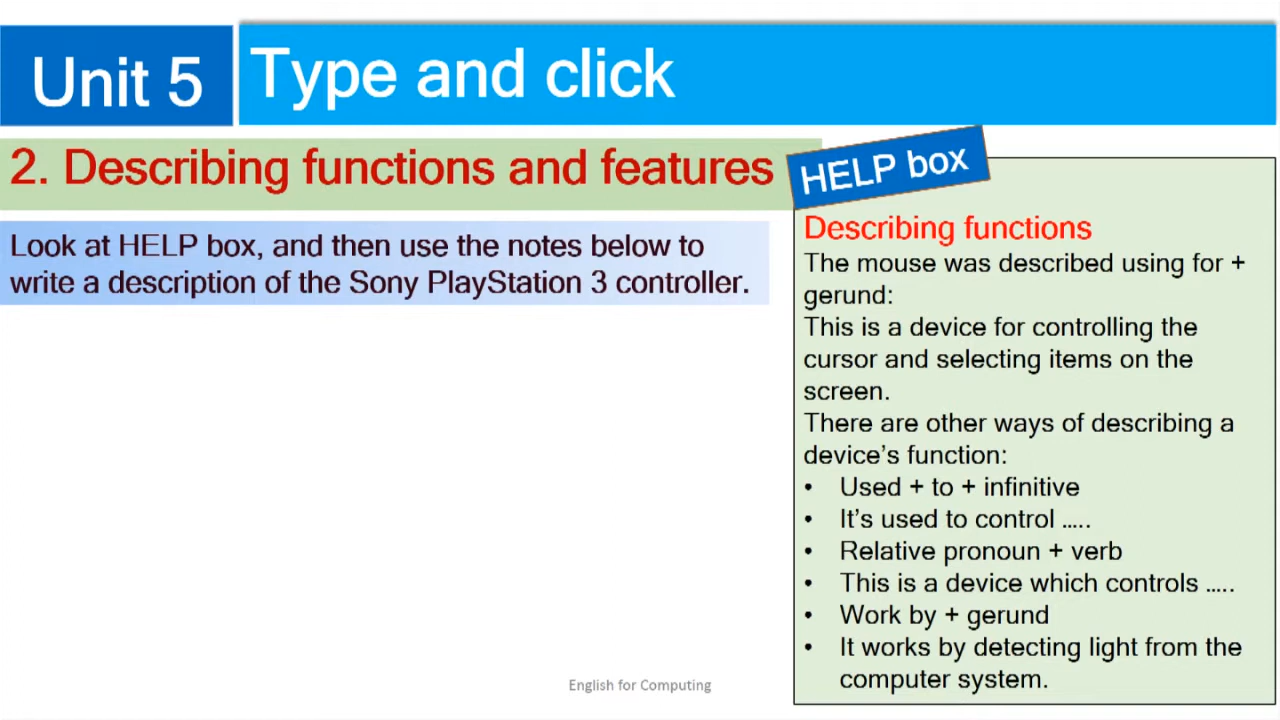 Unit 5
Type and click
2. Describing functions and features
Look at HELP box, and then use the notes below to
write a description of the Sony PlayStation 3 controller.
HELP box
Describing functions
The mouse was described using for +
gerund:
This is a device for controlling the
cursor and selecting items on the
screen.
There are other ways of describing a
device's function:
• Used + to + infinitive
• It's used to control .....
• Relative pronoun + verb
• This is a device which controls .....
• Work by + gerund
• It works by detecting light from the
computer system.
English for Computing